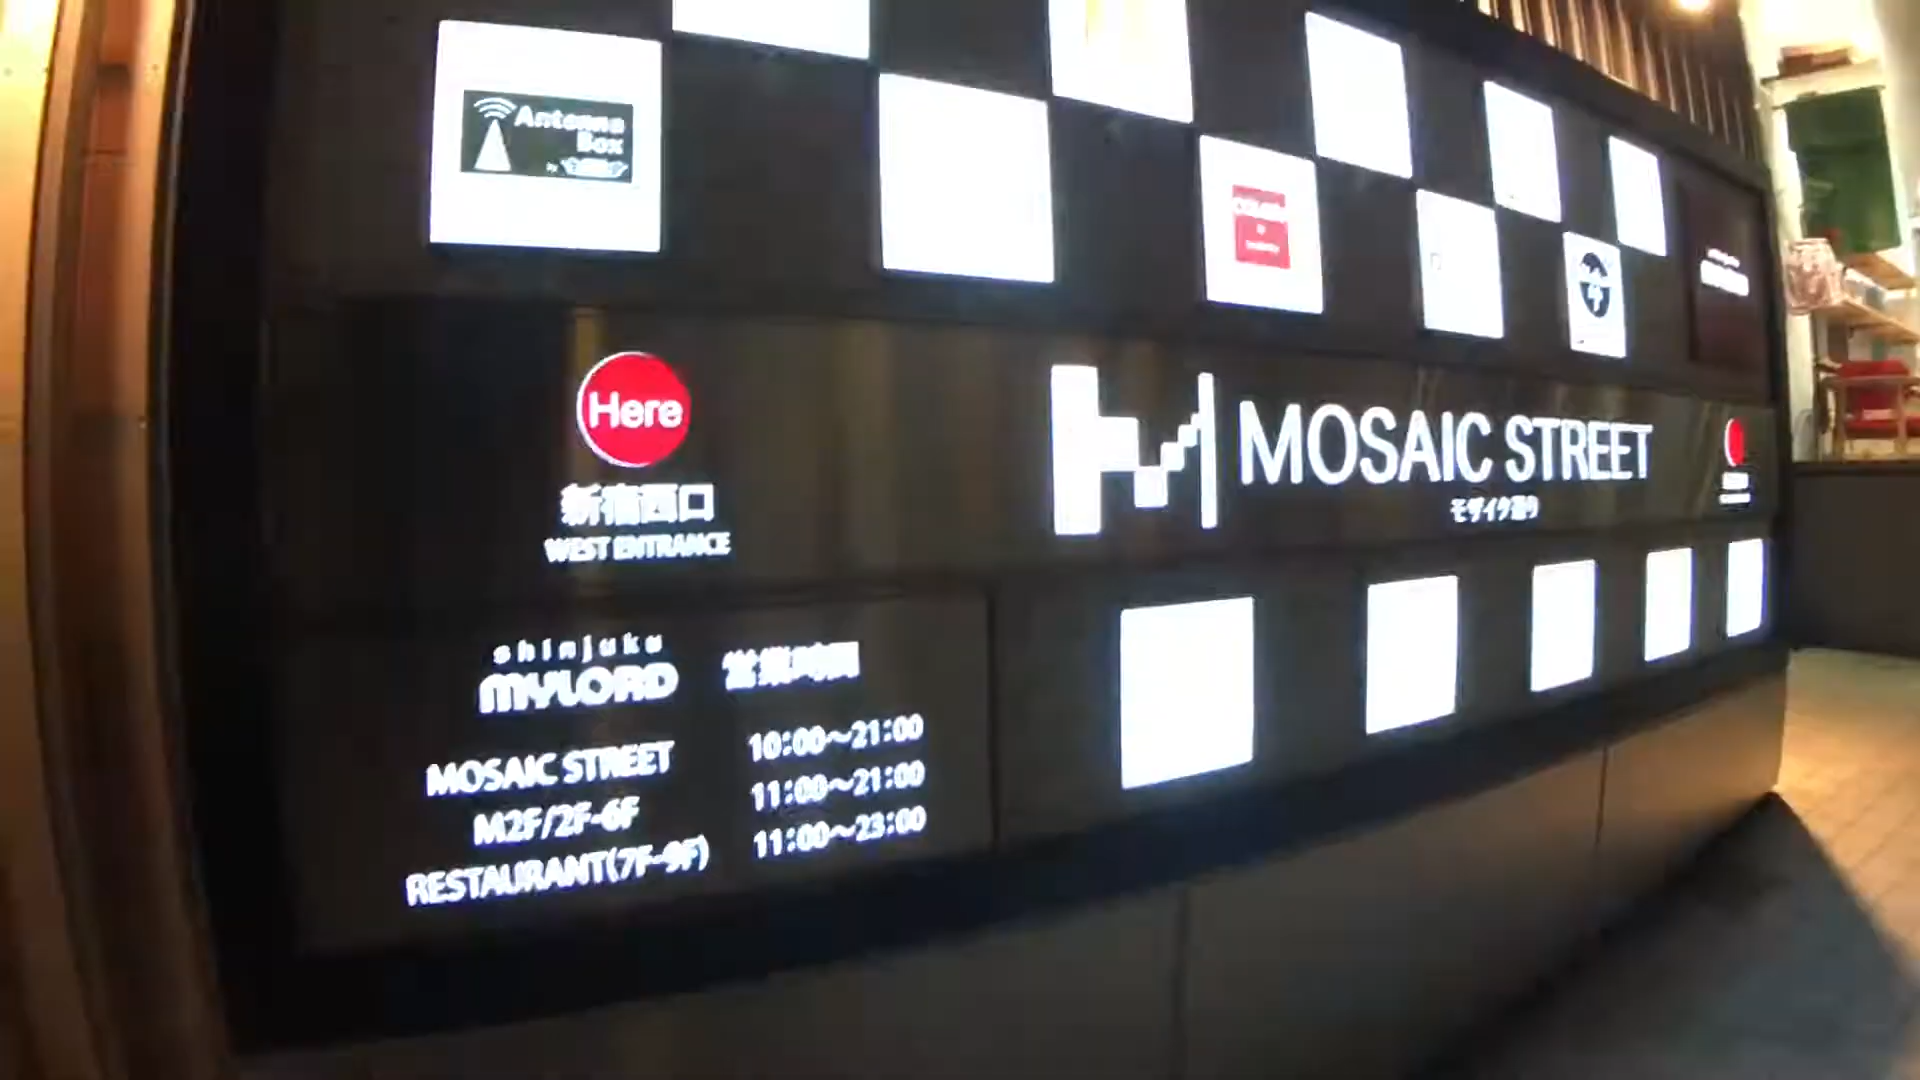 Antenna
Box
by
Here
新宿西口
WEST ENTRANCE
MOSAIC STREET
モザイク通り
shinjuku
MYLORD
営業時間
MOSAIC STREET
10:00～21:00
M2F/2F-6F
11:00～21:00
RESTAURANT(7F-9F)
11:00～23:00